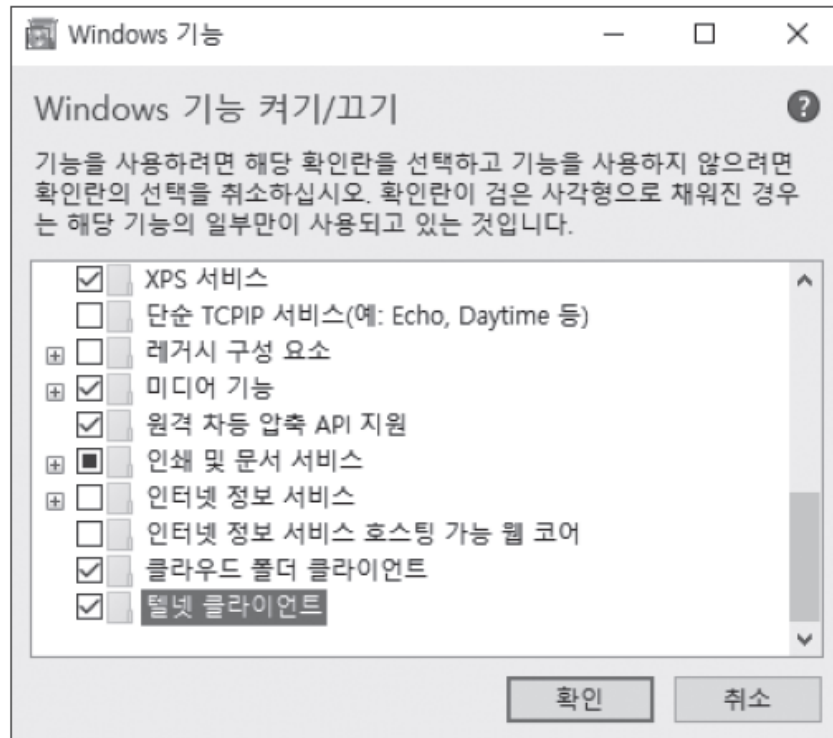 Windows 기능
Windows 기능 켜기/끄기
기능을 사용하려면 해당 확인란을 선택하고 기능을 사용하지 않으려면
확인란의 선택을 취소하십시오. 확인란이 검은 사각형으로 채워진 경우
는 해당 기능의 일부만이 사용되고 있는 것입니다.
XPS 서비스
단순 TCPIP 서비스(예: Echo, Daytime 등)
레거시 구성 요소
미디어 기능
원격 차등 압축 API 지원
인쇄 및 문서 서비스
인터넷 정보 서비스
인터넷 정보 서비스 호스팅 가능 웹 코어
클라우드 폴더 클라이언트
텔넷 클라이언트
확인
취소